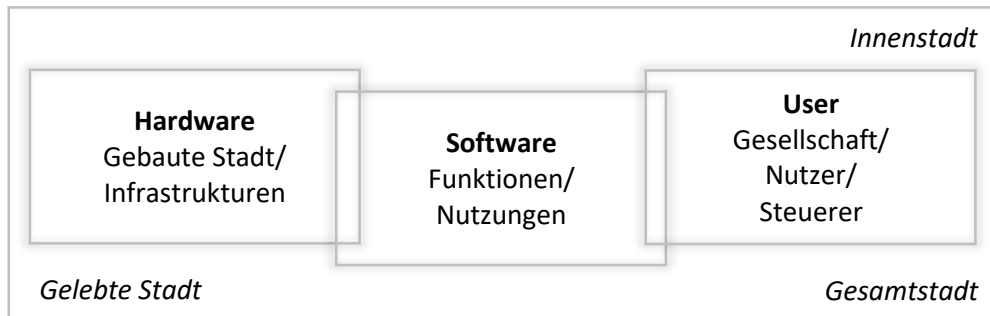 Innenstadt
Hardware
Gebaute Stadt/
Infrastrukturen
Software
Funktionen/
Nutzungen
User
Gesellschaft/
Nutzer/
Steuerer
Gelebte Stadt
Gesamtstadt